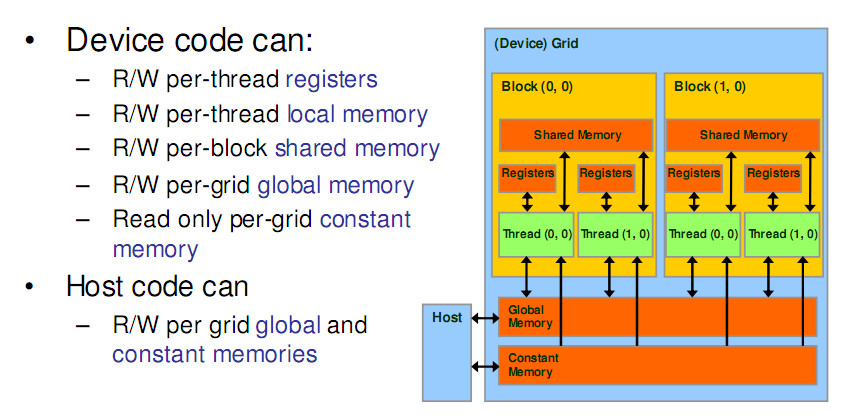 • Device code can:
– R/W per-thread registers
– R/W per-thread local memory
– R/W per-block shared memory
– R/W per-grid global memory
– Read only per-grid constant
memory
• Host code can
– R/W per grid global and
constant memories
(Device) Grid
Block (0, 0)
Block (1, 0)
Shared Memory
Shared Memory
Registers
Registers
Registers
Registers
Thread (0, 0)
Thread (1, 0)
Thread (0, 0)
Thread (1, 0)
Host
Global
Memory
Constant
Memory